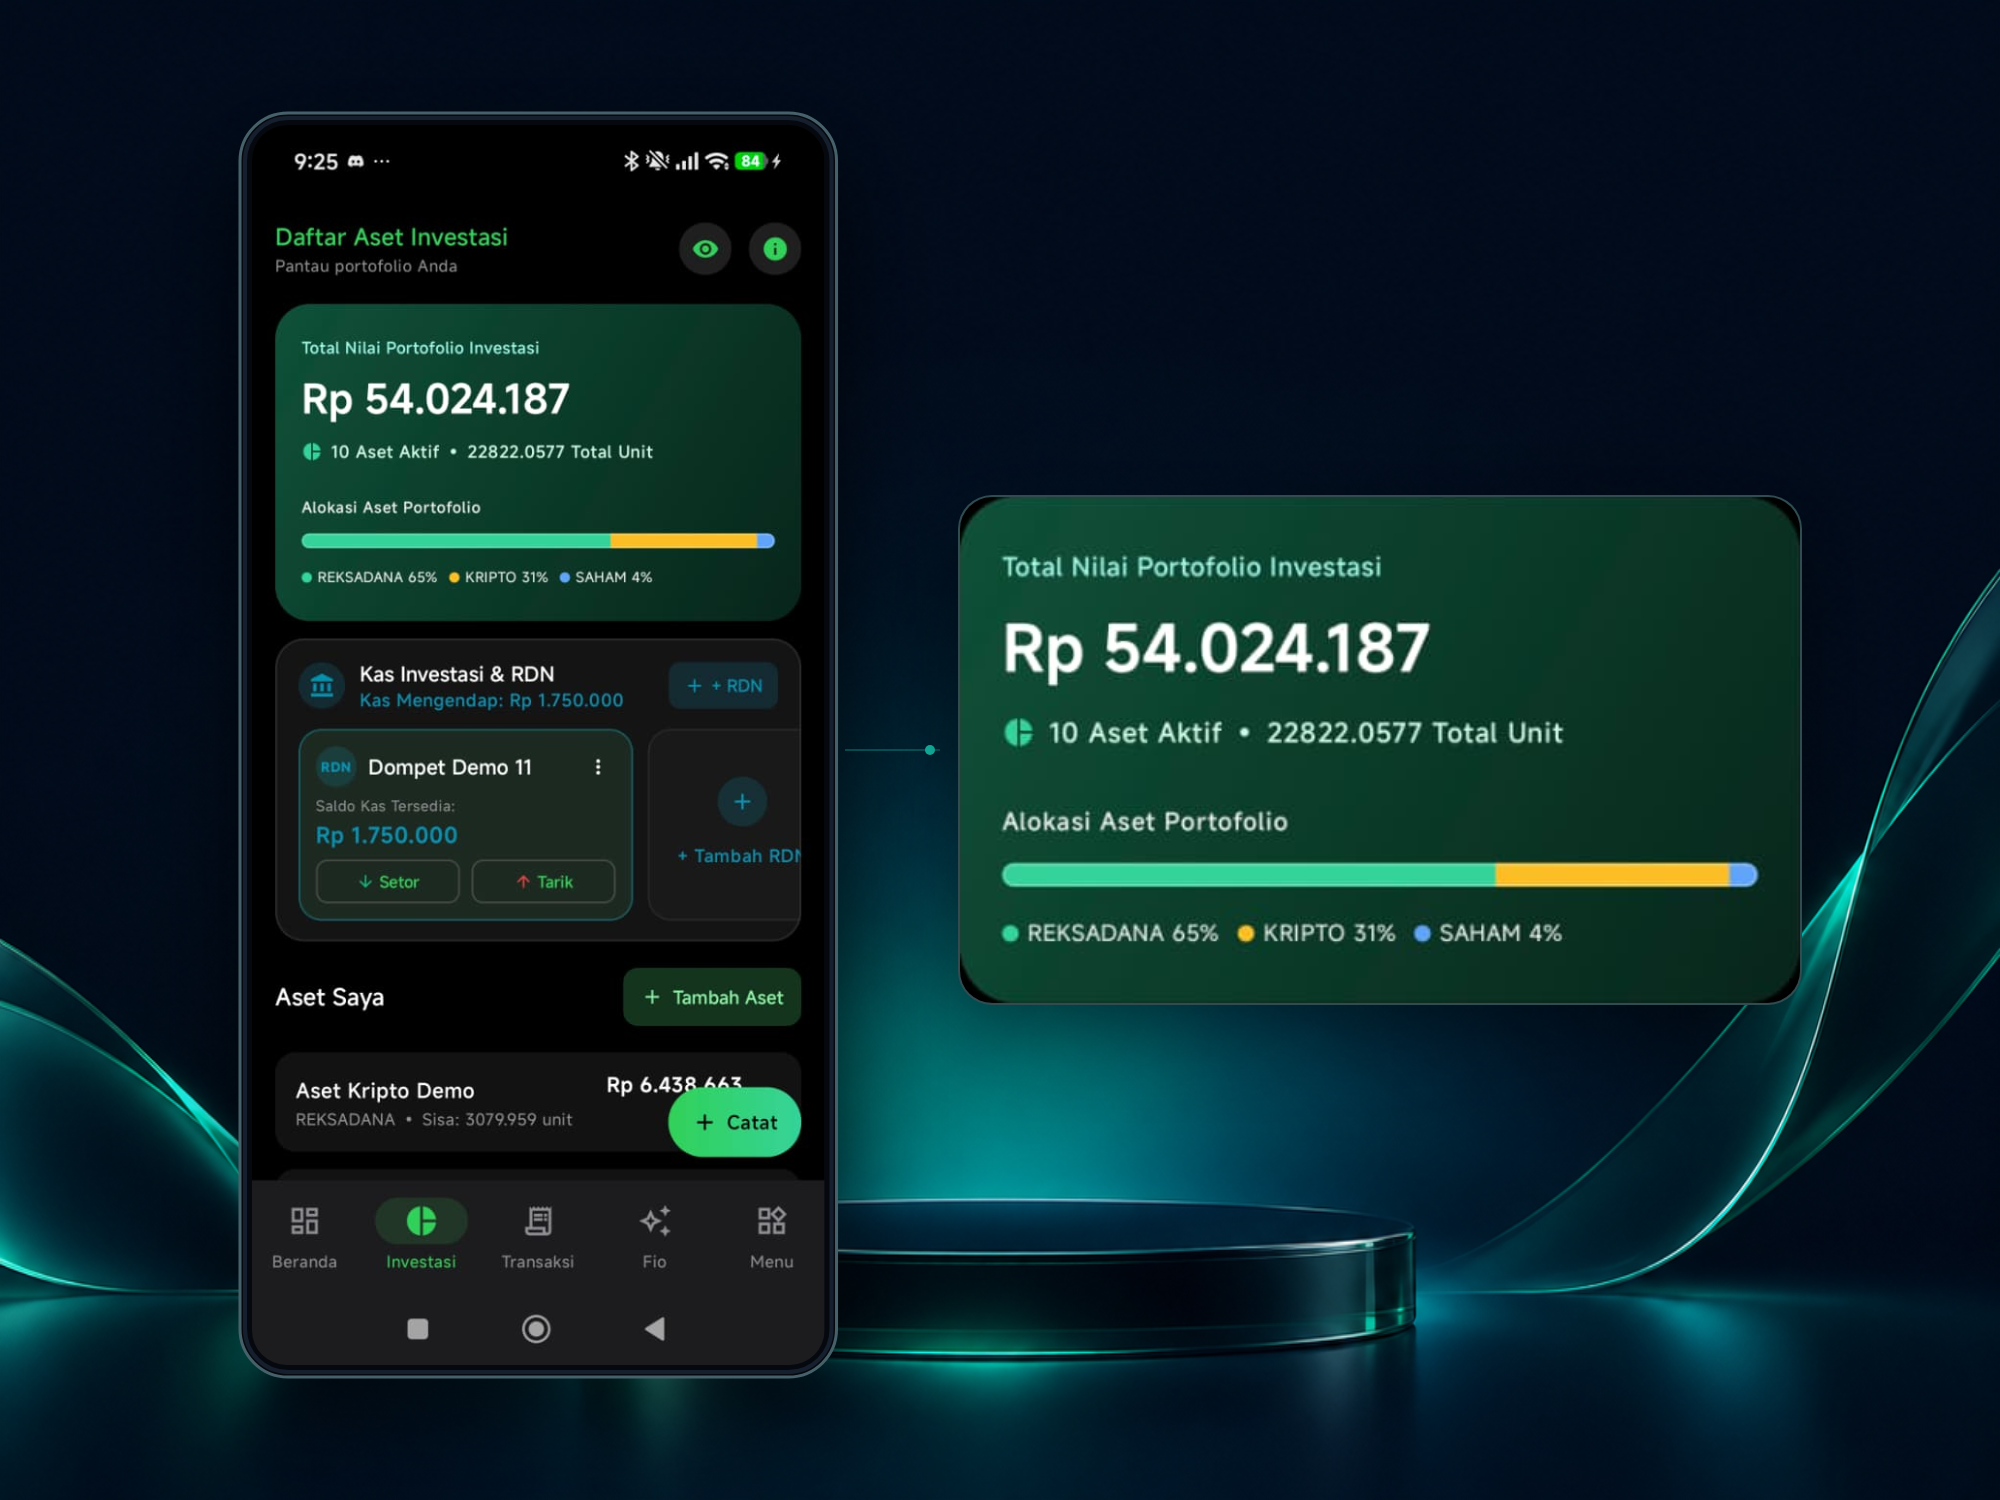 9:25 ...
84
Daftar Aset Investasi
Pantau portofolio Anda
Total Nilai Portofolio Investasi
Rp 54.024.187
10 Aset Aktif • 22822.0577 Total Unit
Alokasi Aset Portofolio
REKSADANA 65% KRIPTO 31% SAHAM 4%
Kas Investasi & RDN
Kas Mengendap: Rp 1.750.000
+ + RDN
RDN Dompet Demo 11
Saldo Kas Tersedia:
Rp 1.750.000
Setor
Tarik
+ Tambah RDN
Aset Saya
+ Tambah Aset
Aset Kripto Demo
Rp 6.438.663
REKSADANA • Sisa: 3079.959 unit
+ Catat
Beranda
Investasi
Transaksi
Fio
Menu
Total Nilai Portofolio Investasi
Rp 54.024.187
10 Aset Aktif • 22822.0577 Total Unit
Alokasi Aset Portofolio
REKSADANA 65% KRIPTO 31% SAHAM 4%